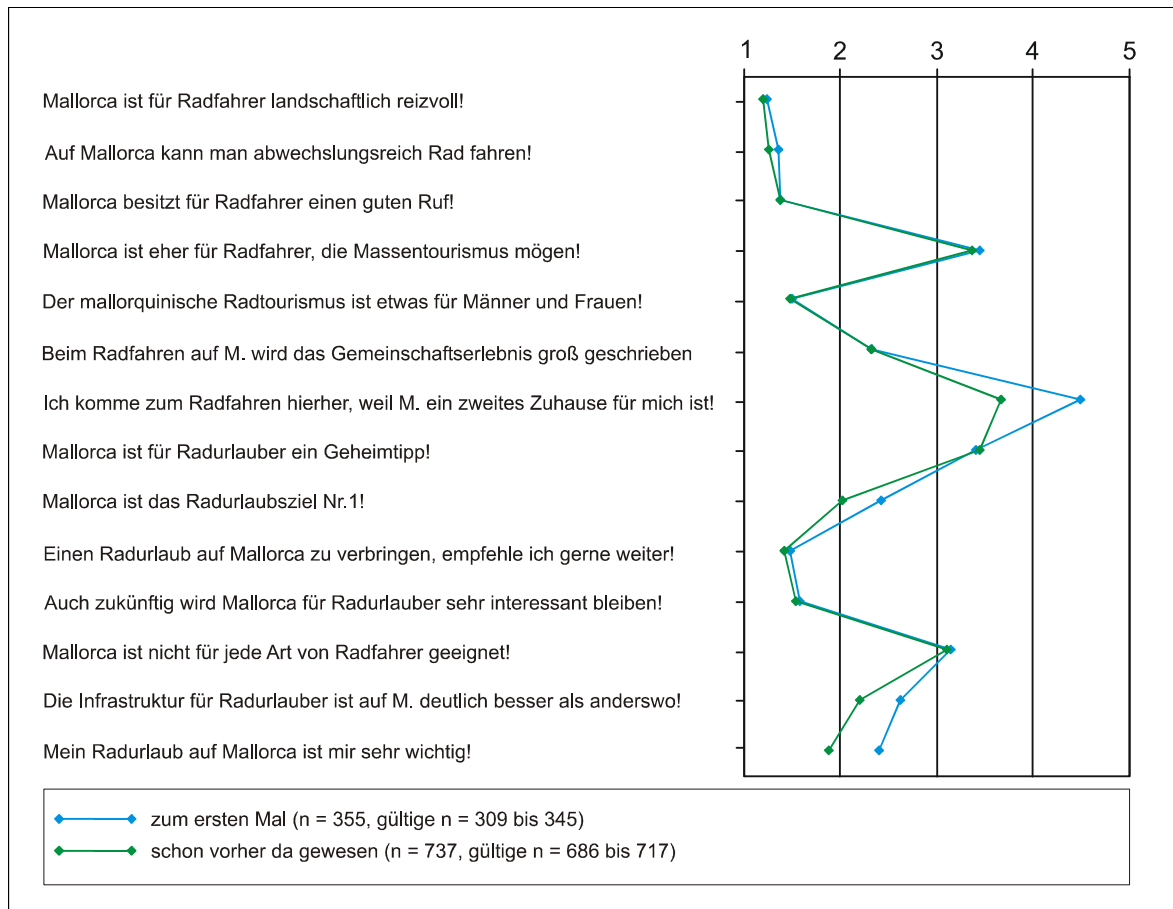 1 2 3 4 5
Mallorca ist für Radfahrer landschaftlich reizvoll!
Auf Mallorca kann man abwechslungsreich Rad fahren!
Mallorca besitzt für Radfahrer einen guten Ruf!
Mallorca ist eher für Radfahrer, die Massentourismus mögen!
Der mallorquinische Radtourismus ist etwas für Männer und Frauen!
Beim Radfahren auf M. wird das Gemeinschaftserlebnis groß geschrieben
Ich komme zum Radfahren hierher, weil M. ein zweites Zuhause für mich ist!
Mallorca ist für Radurlauber ein Geheimtipp!
Mallorca ist das Radurlaubsziel Nr.1!
Einen Radurlaub auf Mallorca zu verbringen, empfehle ich gerne weiter!
Auch zukünftig wird Mallorca für Radurlauber sehr interessant bleiben!
Mallorca ist nicht für jede Art von Radfahrer geeignet!
Die Infrastruktur für Radurlauber ist auf M. deutlich besser als anderswo!
Mein Radurlaub auf Mallorca ist mir sehr wichtig!
zum ersten Mal (n = 355, gültige n = 309 bis 345)
schon vorher da gewesen (n = 737, gültige n = 686 bis 717)